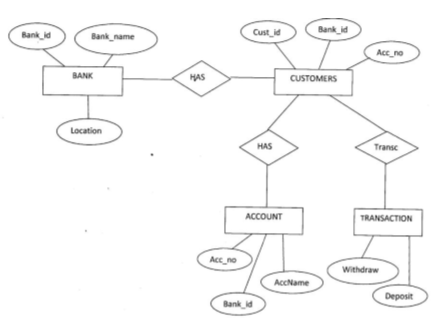 Bank_id
Bank_name
Cust_id
Bank_id
Acc_no
BANK
HAS
CUSTOMERS
Location
HAS
Transc
ACCOUNT
TRANSACTION
Acc_no
AccName
Bank_id
Withdraw
Deposit